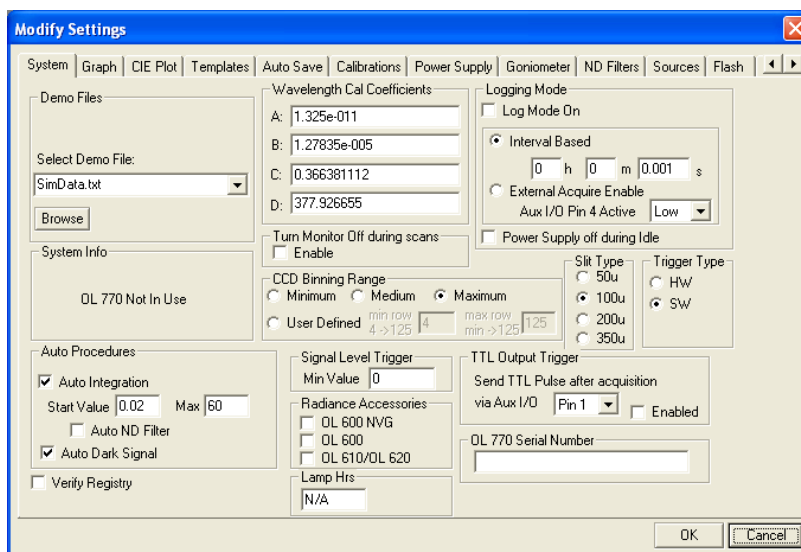 Modify Settings
System Graph CIE Plot Templates Auto Save Calibrations Power Supply Goniometer ND Filters Sources Flash
Demo Files
Select Demo File:
SimData.txt
Browse
Wavelength Cal Coefficients
A: 1.325e-011
B: 1.27835e-005
C: 0.366381112
D: 377.926655
Logging Mode
Log Mode On
Interval Based
0 h 0 m 0.001 s
External Acquire Enable
Aux I/O Pin 4 Active Low
Power Supply off during Idle
Turn Monitor Off during scans
Enable
System Info
OL 770 Not In Use
CCD Binning Range
Minimum Medium Maximum
User Defined min row 4 ->125 4 max row min ->125 125
Slit Type
50u
100u
200u
350u
Trigger Type
HW
SW
Auto Procedures
Auto Integration
Start Value 0.02 Max 60
Auto ND Filter
Auto Dark Signal
Verify Registry
Signal Level Trigger
Min Value 0
Radiance Accessories
OL 600 NVG
OL 600
OL 610/OL 620
Lamp Hrs
N/A
TTL Output Trigger
Send TTL Pulse after acquisition
via Aux I/O Pin 1 Enabled
OL 770 Serial Number
OK Cancel